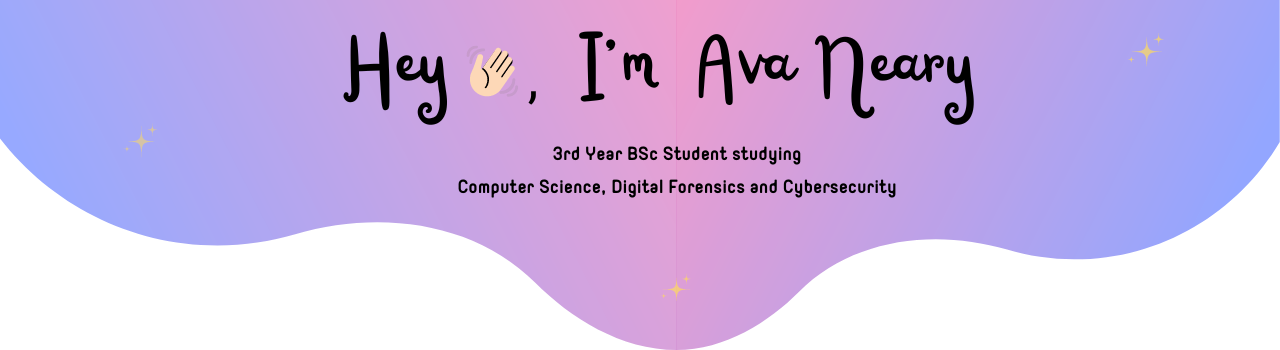 Hey 👋🏻, I'm Ava Neary
3rd Year BSc Student studying
Computer Science, Digital Forensics and Cybersecurity